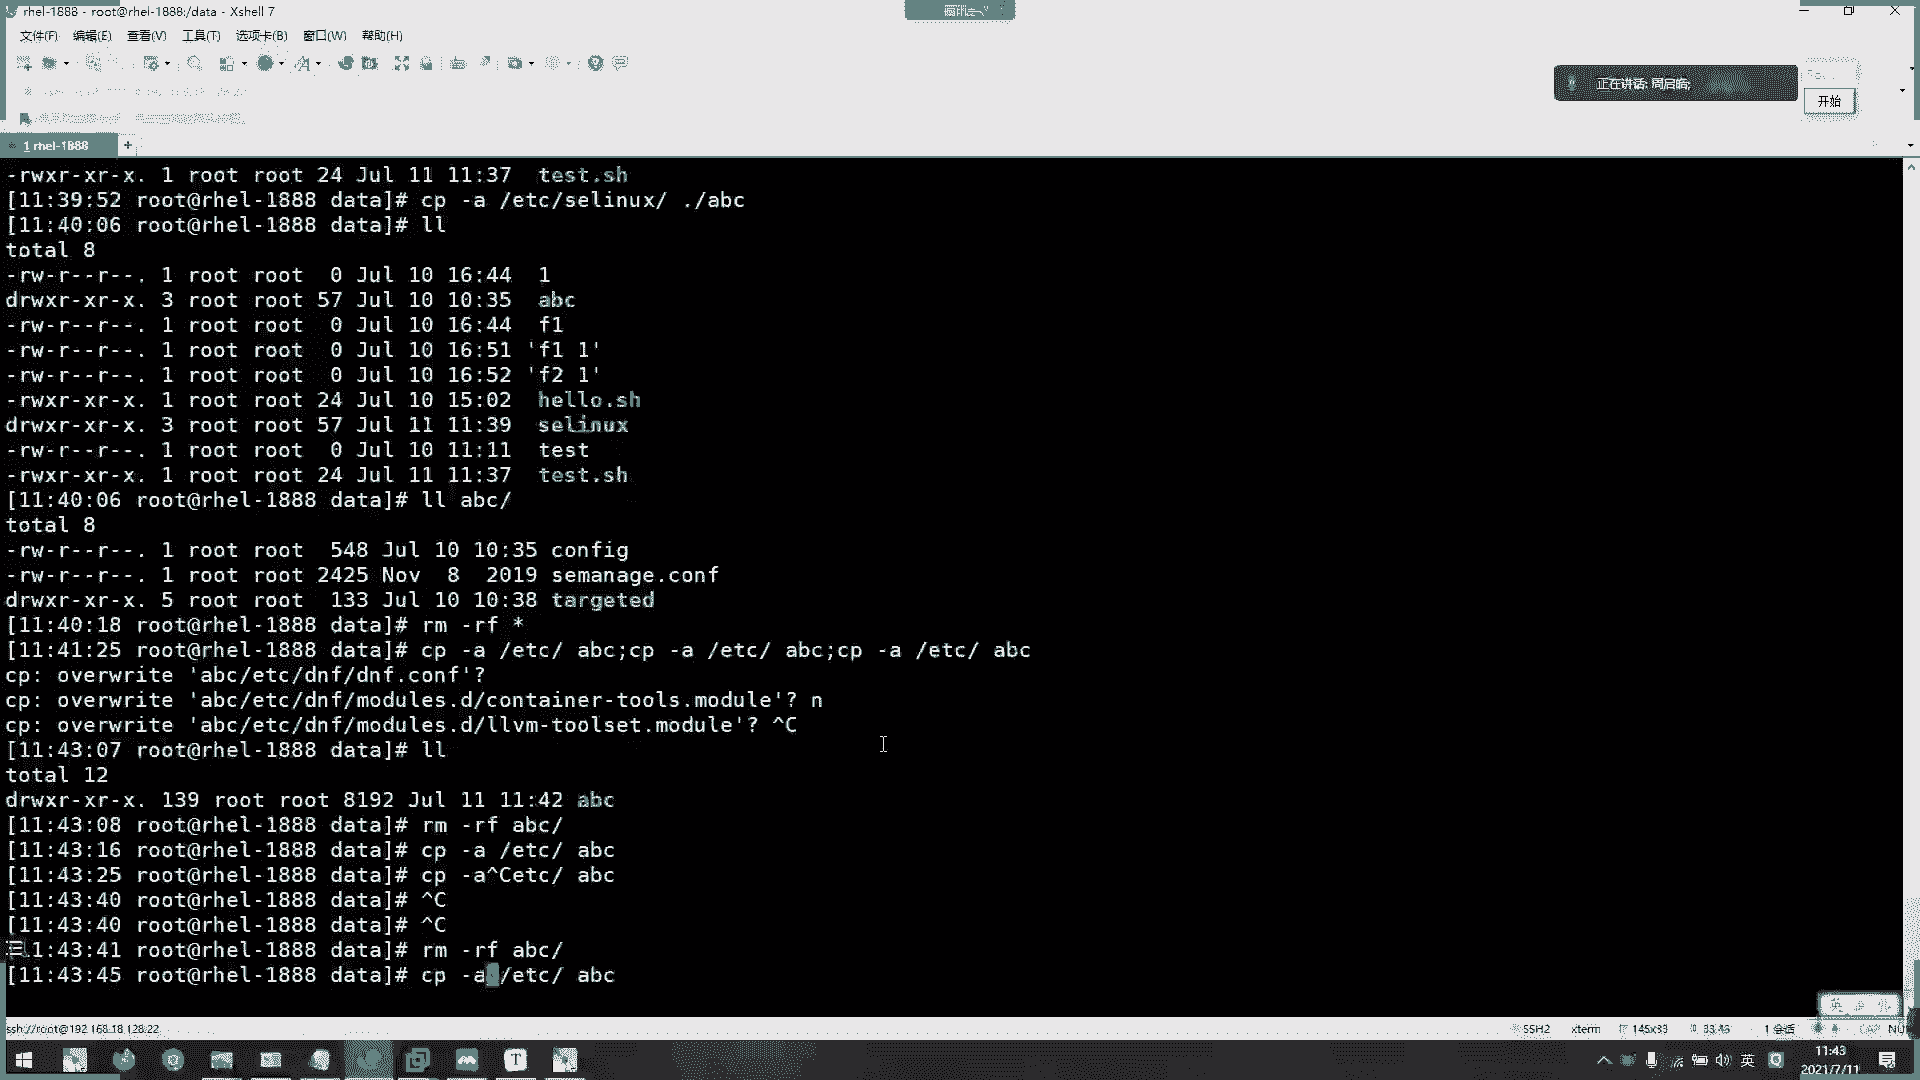 rhel-1888 - root@rhel-1888:/data - Xshell 7
文件(F) 编辑(E) 查看(V) 工具(T) 选项卡(B) 窗口(W) 帮助(H)
正在讲话:
开始
1 rhel-1888 +
-rwxr-xr-x. 1 root root 24 Jul 11 11:37  test.sh
[11:39:52 root@rhel-1888 data]# cp -a /etc/selinux/ ./abc
[11:40:06 root@rhel-1888 data]# ll
total 8
-rw-r--r--. 1 root root  0 Jul 10 16:44  1
drwxr-xr-x. 3 root root 57 Jul 10 10:35  abc
-rw-r--r--. 1 root root  0 Jul 10 16:44  f1
-rw-r--r--. 1 root root  0 Jul 10 16:51 'f1 1'
-rw-r--r--. 1 root root  0 Jul 10 16:52 'f2 1'
-rwxr-xr-x. 1 root root 24 Jul 10 15:02  hello.sh
drwxr-xr-x. 3 root root 57 Jul 11 11:39  selinux
-rw-r--r--. 1 root root  0 Jul 10 11:11  test
-rwxr-xr-x. 1 root root 24 Jul 11 11:37  test.sh
[11:40:06 root@rhel-1888 data]# ll abc/
total 8
-rw-r--r--. 1 root root  548 Jul 10 10:35 config
-rw-r--r--. 1 root root 2425 Nov  8  2019 semanage.conf
drwxr-xr-x. 5 root root  133 Jul 10 10:38 targeted
[11:40:18 root@rhel-1888 data]# rm -rf *
[11:41:25 root@rhel-1888 data]# cp -a /etc/ abc;cp -a /etc/ abc;cp -a /etc/ abc
cp: overwrite 'abc/etc/dnf/dnf.conf'?
cp: overwrite 'abc/etc/dnf/modules.d/container-tools.module'? n
cp: overwrite 'abc/etc/dnf/modules.d/llvm-toolset.module'? ^C
[11:43:07 root@rhel-1888 data]# ll
total 12
drwxr-xr-x. 139 root root 8192 Jul 11 11:42 abc
[11:43:08 root@rhel-1888 data]# rm -rf abc/
[11:43:16 root@rhel-1888 data]# cp -a /etc/ abc
[11:43:25 root@rhel-1888 data]# cp -a^Cetc/ abc
[11:43:40 root@rhel-1888 data]# ^C
[11:43:40 root@rhel-1888 data]# ^C
[11:43:41 root@rhel-1888 data]# rm -rf abc/
[11:43:45 root@rhel-1888 data]# cp -a /etc/ abc
ssh://root@192.168.18.128:22
SSH2 xterm 145x33 33,46 1 会话 CAP NUM
英 11:43
2021/7/11